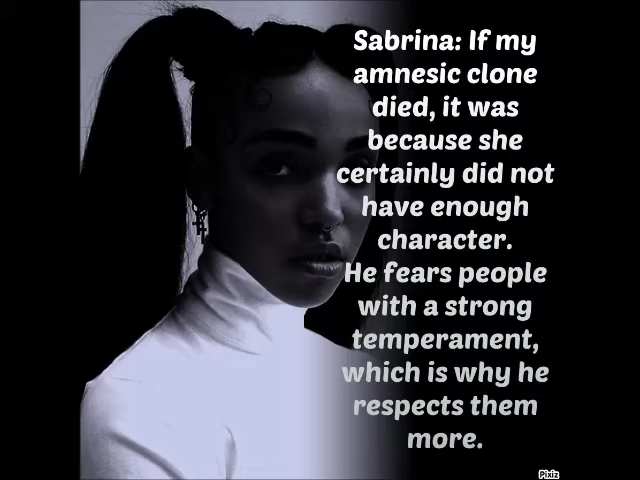 Sabrina: If my
amnesic clone
died, it was
because she
certainly did not
have enough
character.
He fears people
with a strong
temperament,
which is why he
respects them
more.
Pixiz